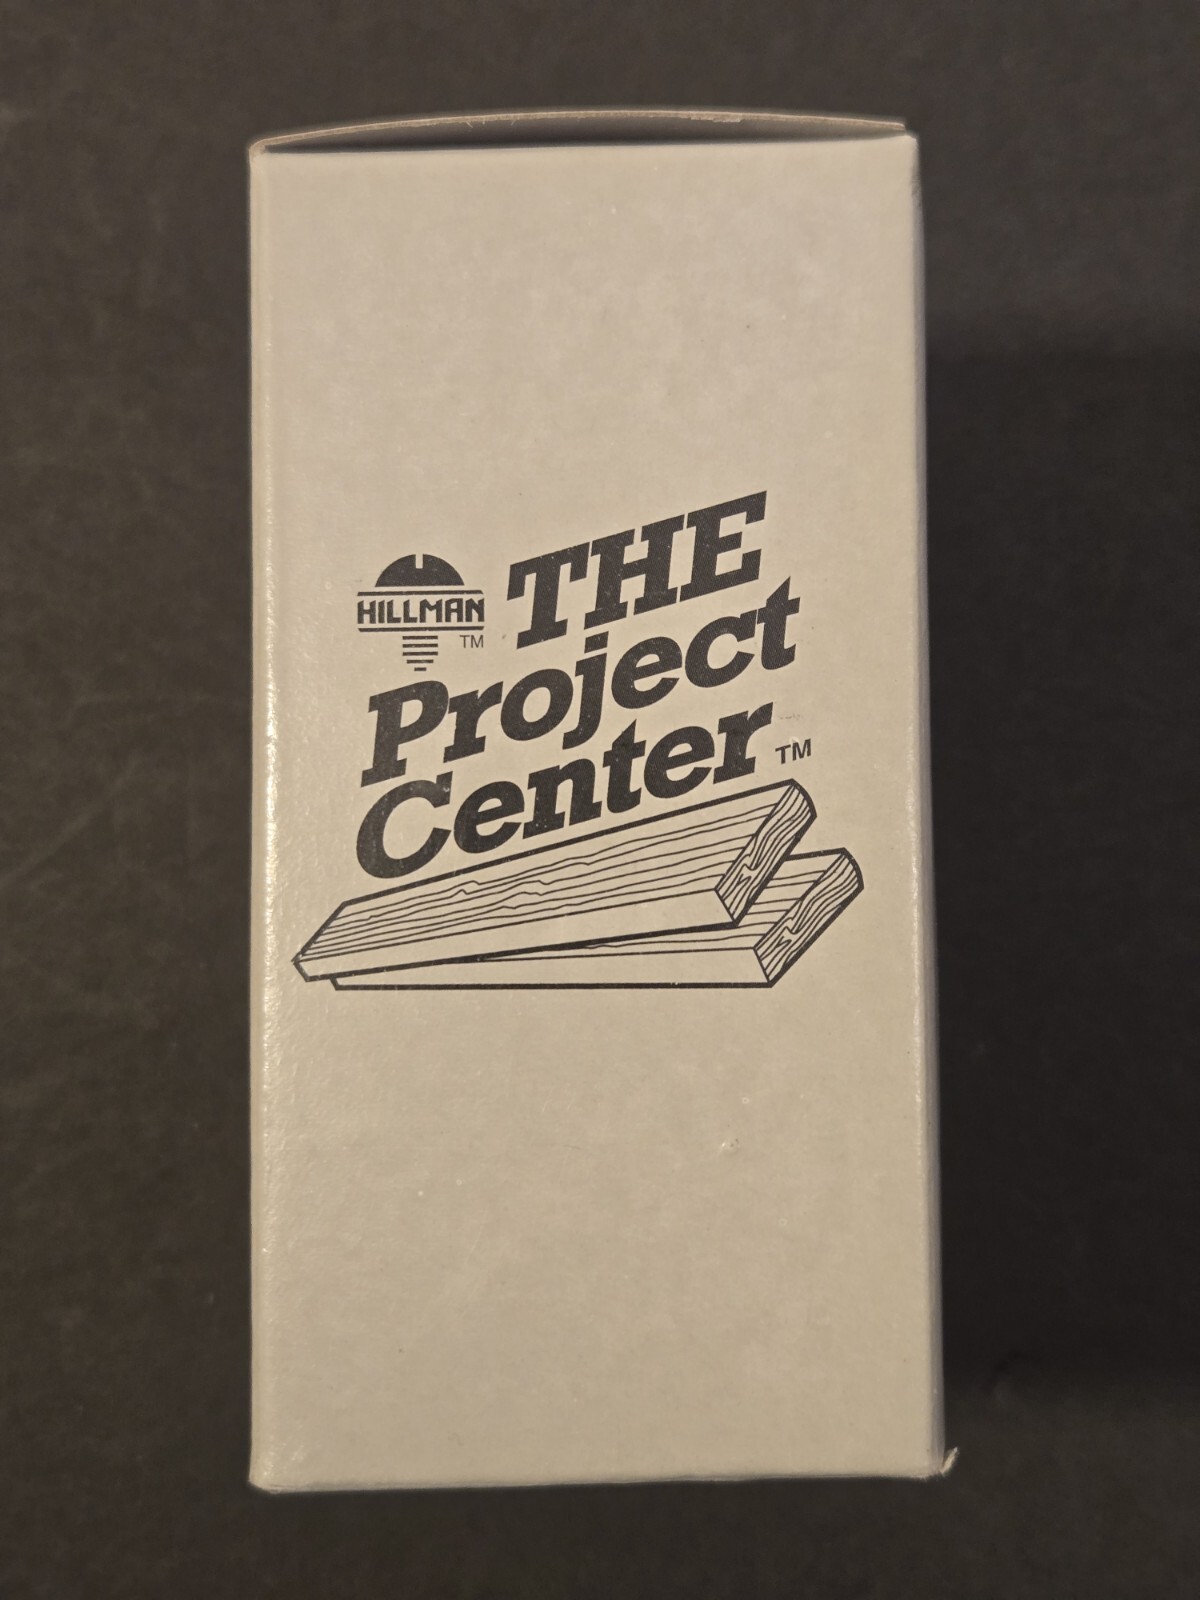 HILLMAN
TM
THE
Project
Center TM